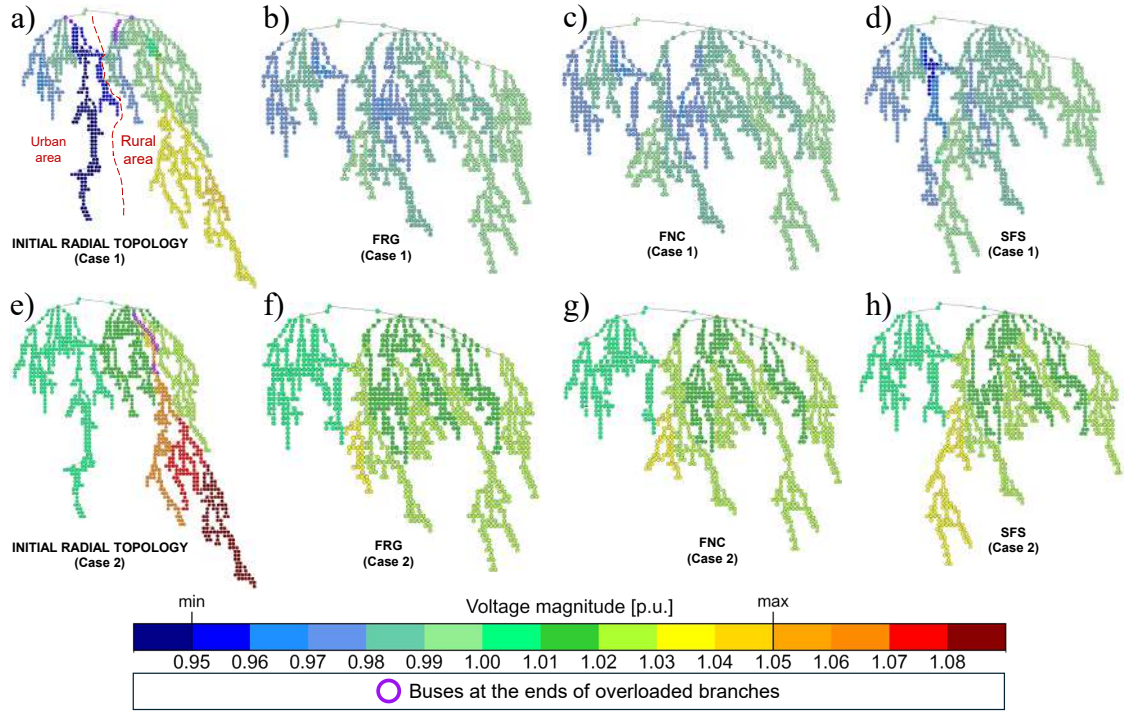 a)
b)
c)
d)
Urban
area
Rural
area
INITIAL RADIAL TOPOLOGY
(Case 1)
FRG
(Case 1)
FNC
(Case 1)
SFS
(Case 1)
e)
f)
g)
h)
INITIAL RADIAL TOPOLOGY
(Case 2)
FRG
(Case 2)
FNC
(Case 2)
SFS
(Case 2)
min
Voltage magnitude [p.u.]
max
0.95 0.96 0.97 0.98 0.99 1.00 1.01 1.02 1.03 1.04 1.05 1.06 1.07 1.08
Buses at the ends of overloaded branches